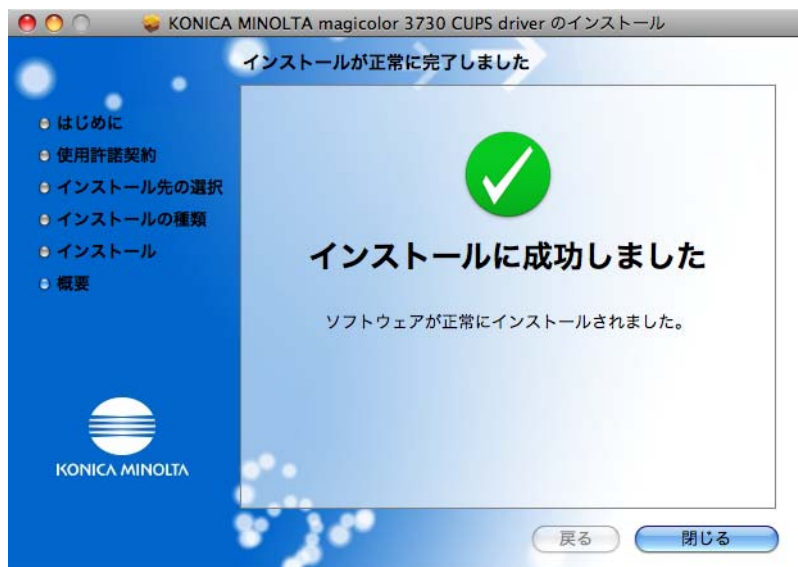 KONICA MINOLTA magicolor 3730 CUPS driver のインストール
インストールが正常に完了しました
はじめに
使用許諾契約
インストール先の選択
インストールの種類
インストール
概要
インストールに成功しました
ソフトウェアが正常にインストールされました。
KONICA MINOLTA
戻る
閉じる